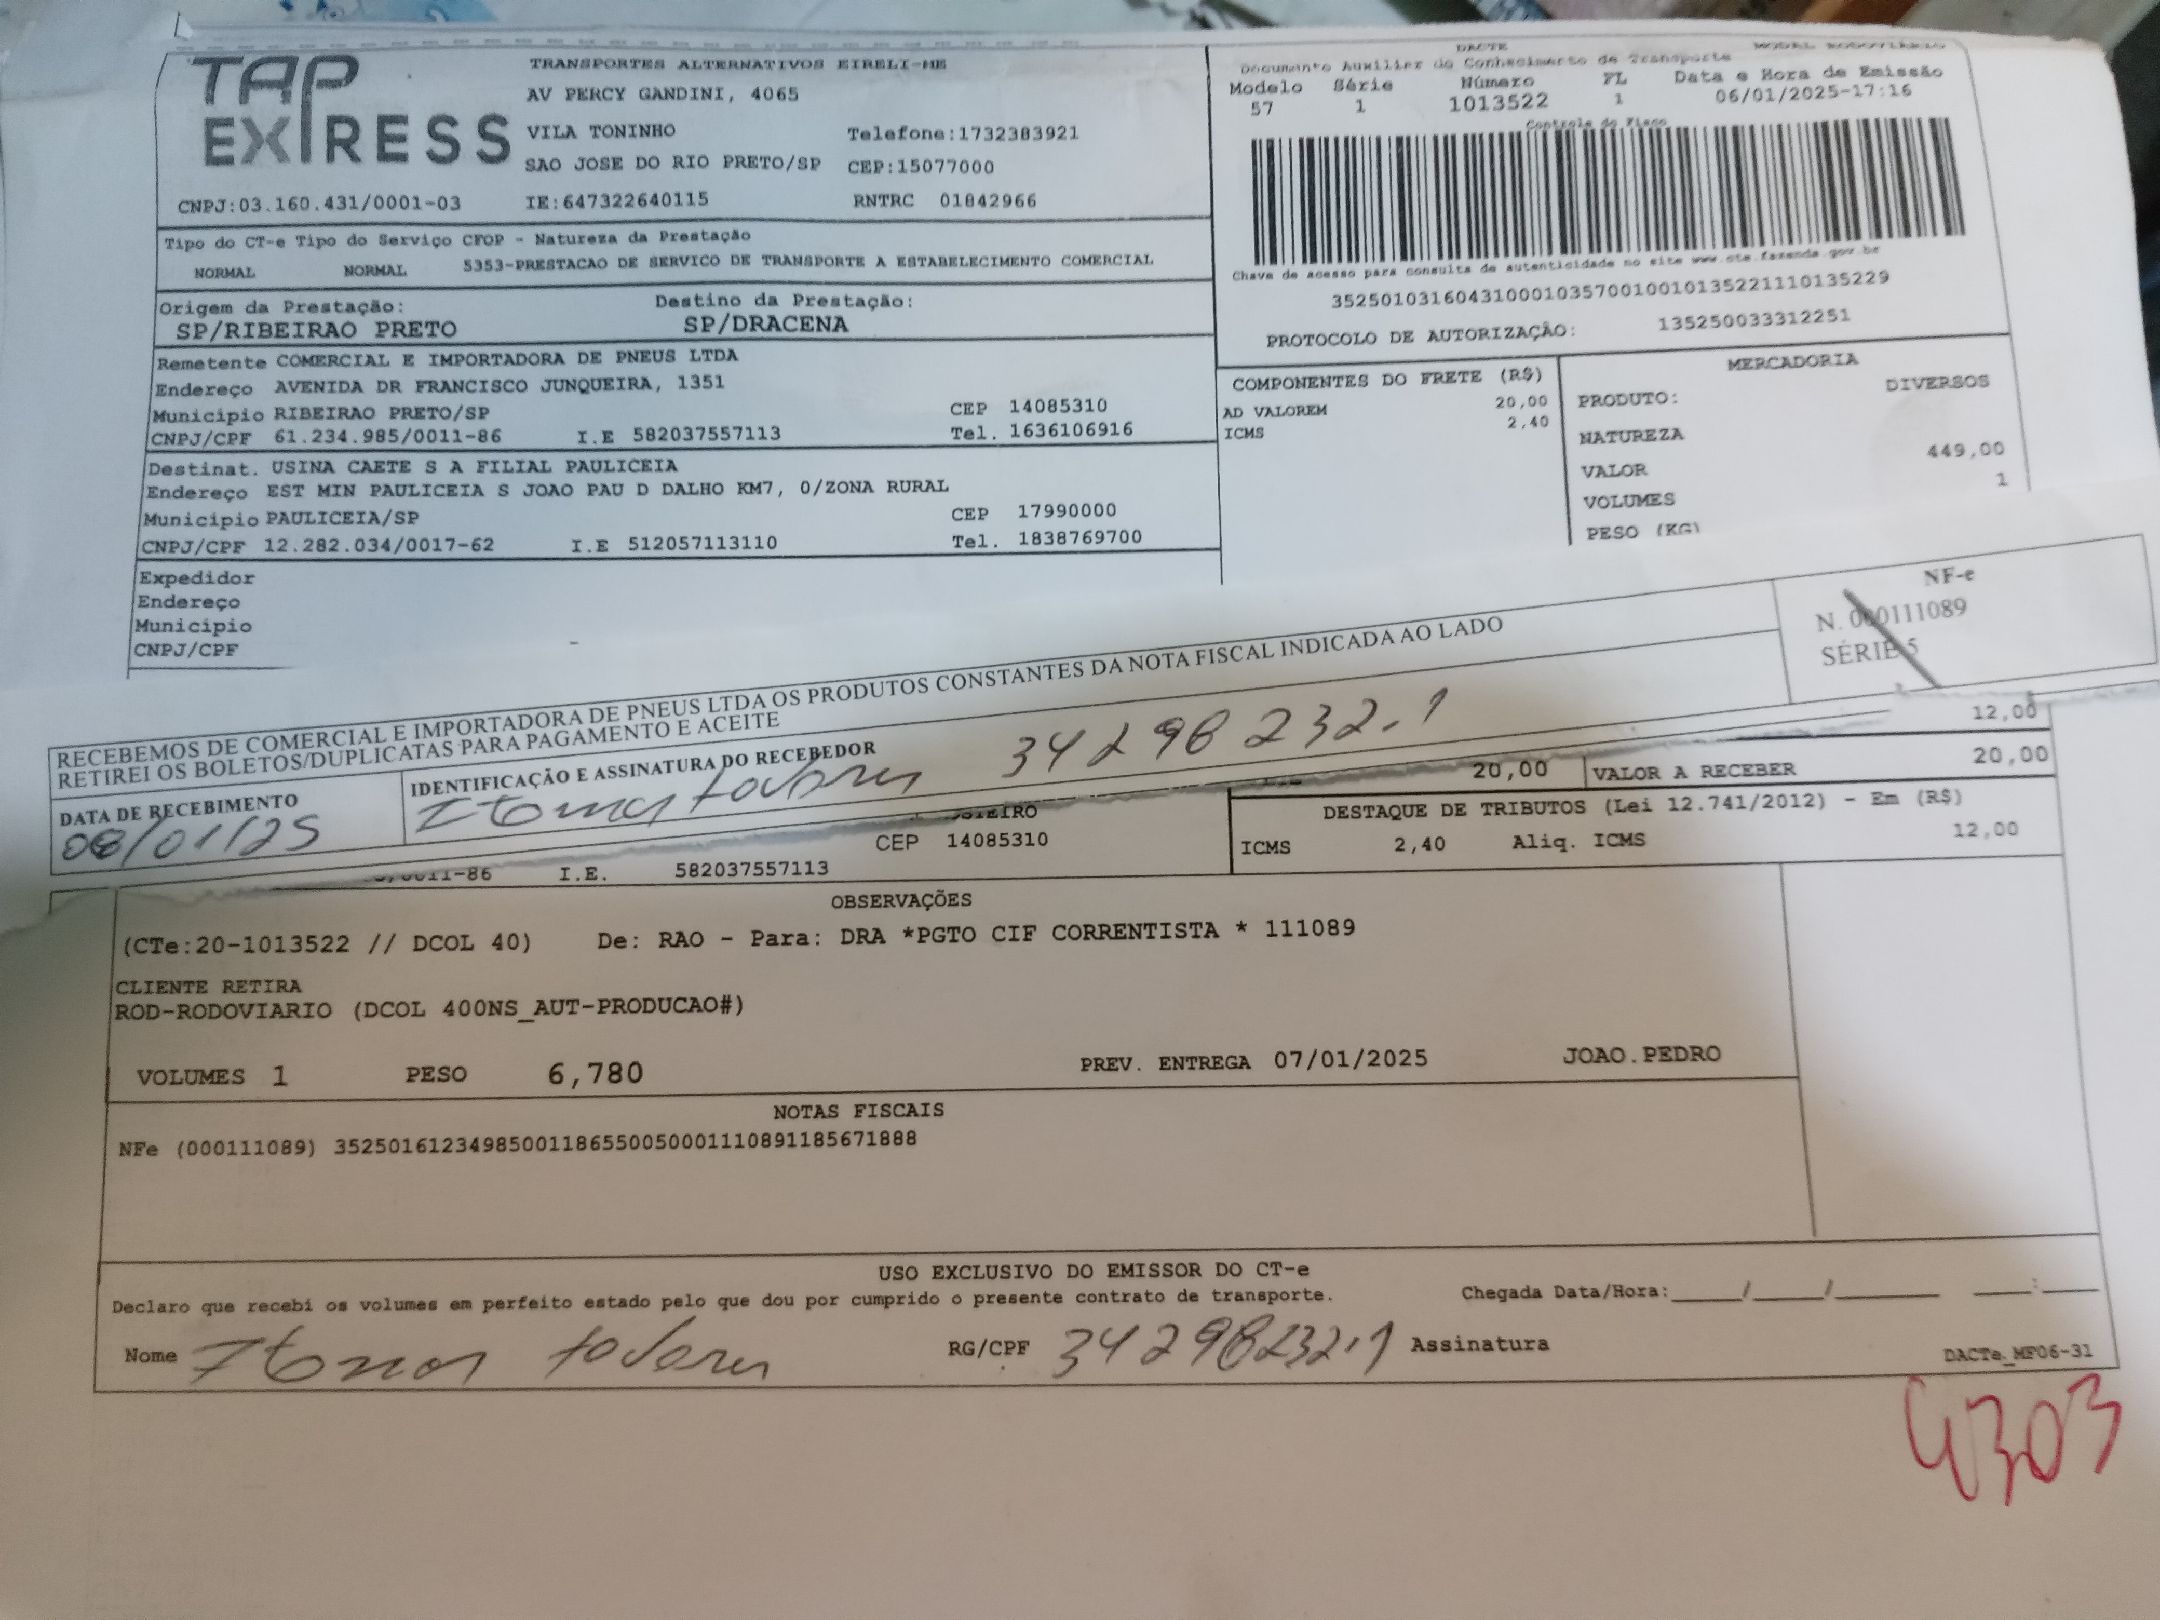 TAP EXPRESS
TRANSPORTES ALTERNATIVOS EIRELI-ME
AV PERCY GANDINI, 4065
VILA TONINHO Telefone:1732383921
SAO JOSE DO RIO PRETO/SP CEP:15077000
CNPJ:03.160.431/0001-03 IE:647322640115 RNTRC 01842966
DACTE MODAL RODOVIÁRIO
Documento Auxiliar do Conhecimento de Transporte
Modelo Série Número FL Data e Hora de Emissão
57 1 1013522 1 06/01/2025-17:16
Controle do Fisco
Chave de acesso para consulta de autenticidade no site www.cte.fazenda.gov.br
35250103160431000103570010010135221110135229
PROTOCOLO DE AUTORIZAÇÃO: 135250033312251
Tipo do CT-e Tipo do Serviço CFOP - Natureza da Prestação
NORMAL NORMAL 5353-PRESTACAO DE SERVICO DE TRANSPORTE A ESTABELECIMENTO COMERCIAL
Origem da Prestação: Destino da Prestação:
SP/RIBEIRAO PRETO SP/DRACENA
Remetente COMERCIAL E IMPORTADORA DE PNEUS LTDA
Endereço AVENIDA DR FRANCISCO JUNQUEIRA, 1351
Municipio RIBEIRAO PRETO/SP CEP 14085310
CNPJ/CPF 61.234.985/0011-86 I.E 582037557113 Tel. 1636106916
Destinat. USINA CAETE S A FILIAL PAULICEIA
Endereço EST MIN PAULICEIA S JOAO PAU D DALHO KM7, 0/ZONA RURAL
Municipio PAULICEIA/SP CEP 17990000
CNPJ/CPF 12.282.034/0017-62 I.E 512057113110 Tel. 1838769700
Expedidor
Endereço
Municipio
CNPJ/CPF
COMPONENTES DO FRETE (R$)
AD VALOREM 20,00
ICMS 2,40
MERCADORIA
PRODUTO: DIVERSOS
NATUREZA
VALOR 449,00
VOLUMES 1
PESO (KG)
RECEBEMOS DE COMERCIAL E IMPORTADORA DE PNEUS LTDA OS PRODUTOS CONSTANTES DA NOTA FISCAL INDICADA AO LADO
RETIREI OS BOLETOS/DUPLICATAS PARA PAGAMENTO E ACEITE
NF-e
N. 000111089
SÉRIE 5
DATA DE RECEBIMENTO
08/01/25
IDENTIFICAÇÃO E ASSINATURA DO RECEBEDOR
34298232-1
12,00
20,00 VALOR A RECEBER 20,00
DESTAQUE DE TRIBUTOS (Lei 12.741/2012) - Em (R$)
ICMS 2,40 Aliq. ICMS 12,00
CEP 14085310
11-86 I.E. 582037557113
OBSERVAÇÕES
(CTe:20-1013522 // DCOL 40) De: RAO - Para: DRA *PGTO CIF CORRENTISTA * 111089
CLIENTE RETIRA
ROD-RODOVIARIO (DCOL 400NS_AUT-PRODUCAO#)
VOLUMES 1 PESO 6,780 PREV. ENTREGA 07/01/2025 JOAO.PEDRO
NOTAS FISCAIS
NFe (000111089) 35250161234985001186550050001110891185671888
USO EXCLUSIVO DO EMISSOR DO CT-e
Declaro que recebi os volumes em perfeito estado pelo que dou por cumprido o presente contrato de transporte. Chegada Data/Hora:____/____/______ ____:____
Nome RG/CPF 34298232-1 Assinatura
DACTe_MF06-31